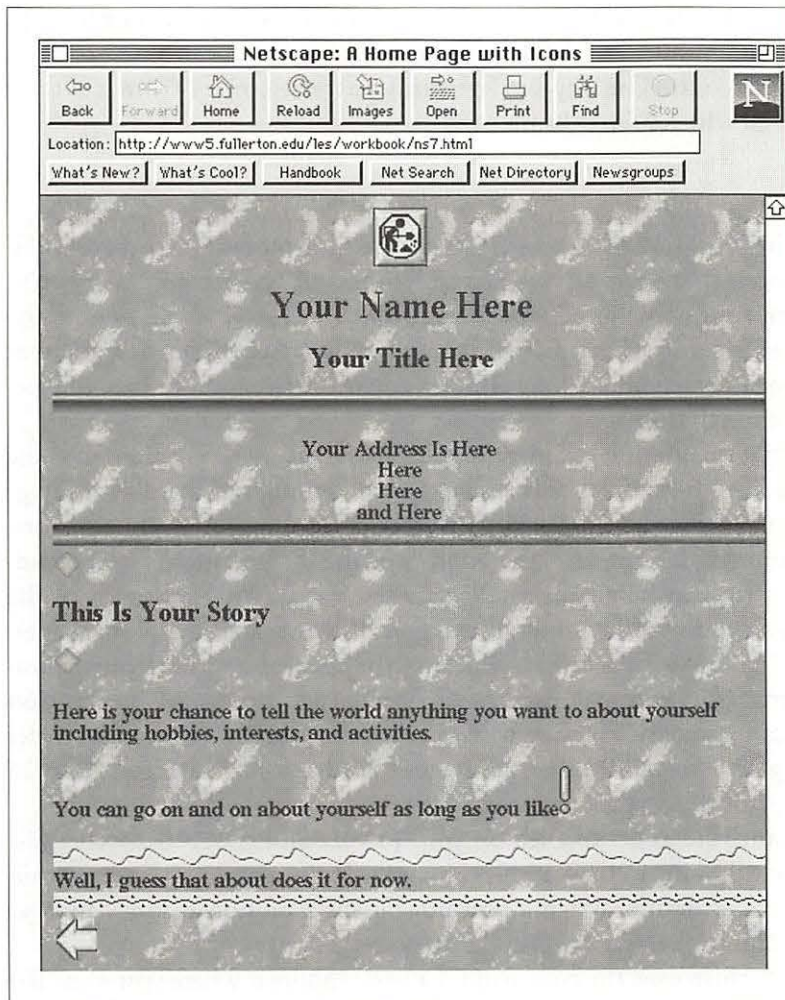 Netscape: A Home Page with Icons
Back Forward Home Reload Images Open Print Find Stop N
Location: http://www5.fullerton.edu/les/workbook/ns7.html
What's New? What's Cool? Handbook Net Search Net Directory Newsgroups
Your Name Here
Your Title Here
Your Address Is Here
Here
Here
and Here
This Is Your Story
Here is your chance to tell the world anything you want to about yourself
including hobbies, interests, and activities.
You can go on and on about yourself as long as you like!
Well, I guess that about does it for now.